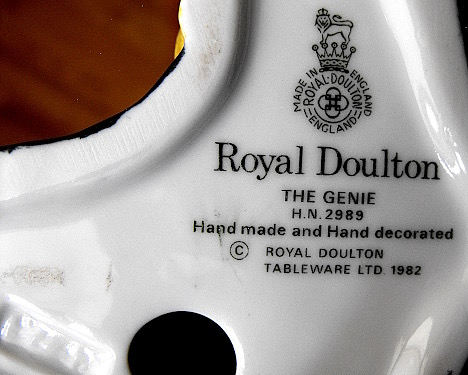 MADE IN ENGLAND
ROYAL·DOULTON
ENGLAND
Royal Doulton
THE GENIE
H.N. 2989
Hand made and Hand decorated
© ROYAL DOULTON
TABLEWARE LTD. 1982